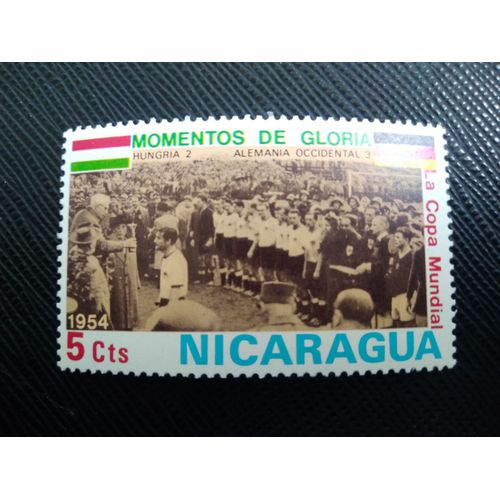 MOMENTOS DE GLORIA
HUNGRIA 2 ALEMANIA OCCIDENTAL 3
La Copa Mundial
1954
5 Cts NICARAGUA